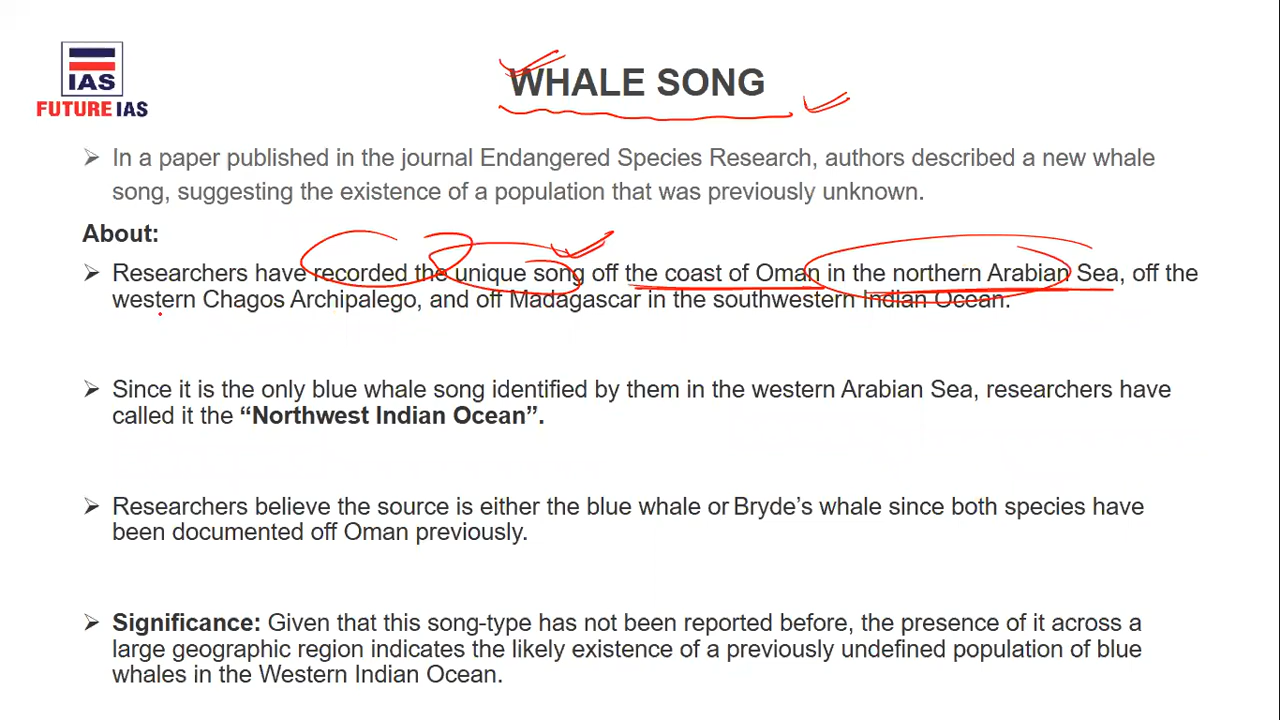 IAS
FUTURE IAS
WHALE SONG
➢ In a paper published in the journal Endangered Species Research, authors described a new whale
song, suggesting the existence of a population that was previously unknown.
About:
➢ Researchers have recorded the unique song off the coast of Oman in the northern Arabian Sea, off the
western Chagos Archipalego, and off Madagascar in the southwestern Indian Ocean.
➢ Since it is the only blue whale song identified by them in the western Arabian Sea, researchers have
called it the “Northwest Indian Ocean”.
➢ Researchers believe the source is either the blue whale or Bryde’s whale since both species have
been documented off Oman previously.
➢ Significance: Given that this song-type has not been reported before, the presence of it across a
large geographic region indicates the likely existence of a previously undefined population of blue
whales in the Western Indian Ocean.